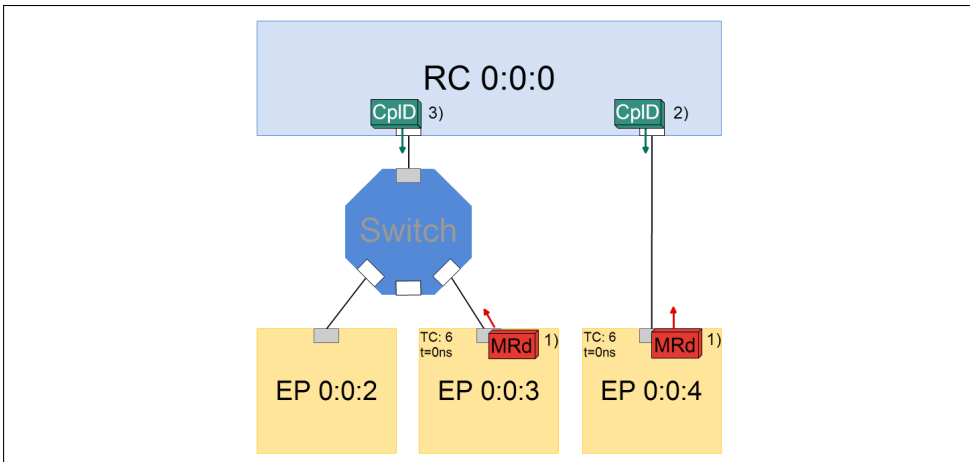 RC 0:0:0
CplD 3)
CplD 2)
Switch
TC: 6
t=0ns
MRd 1)
TC: 6
t=0ns
MRd 1)
EP 0:0:2
EP 0:0:3
EP 0:0:4